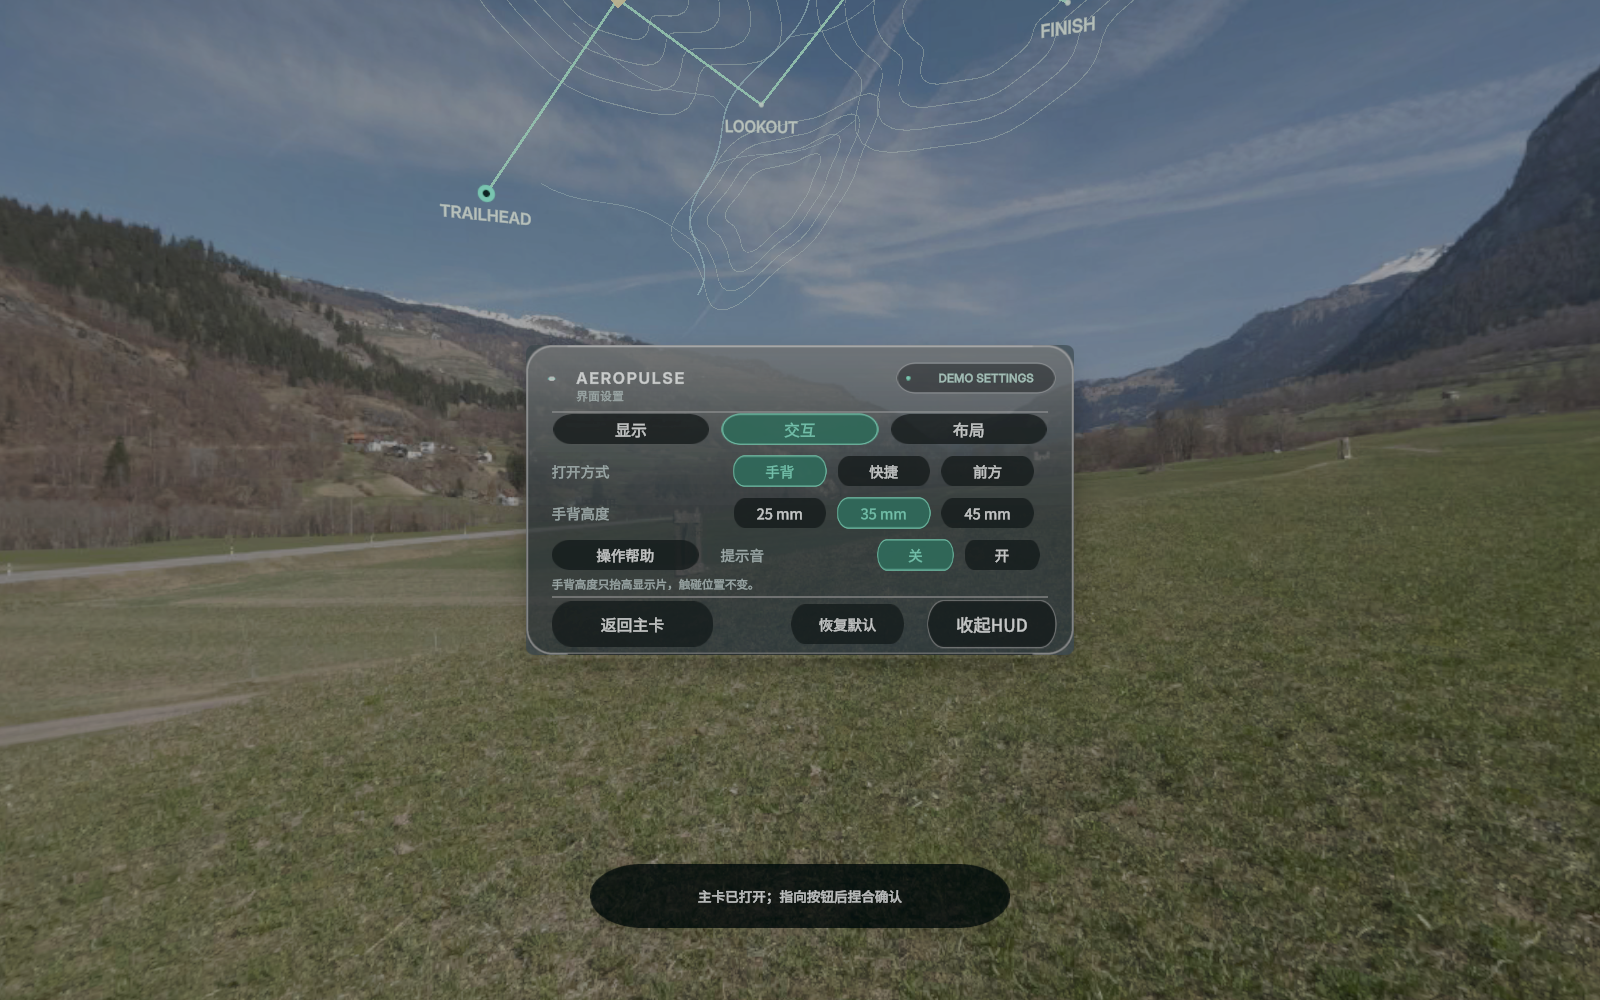 FINISH
LOOKOUT
TRAILHEAD
AEROPULSE
DEMO SETTINGS
界面设置
显示 交互 布局
打开方式 手背 快捷 前方
手背高度 25 mm 35 mm 45 mm
操作帮助 提示音 关 开
手背高度只抬高显示片，触碰位置不变。
返回主卡 恢复默认 收起HUD
主卡已打开；指向按钮后捏合确认